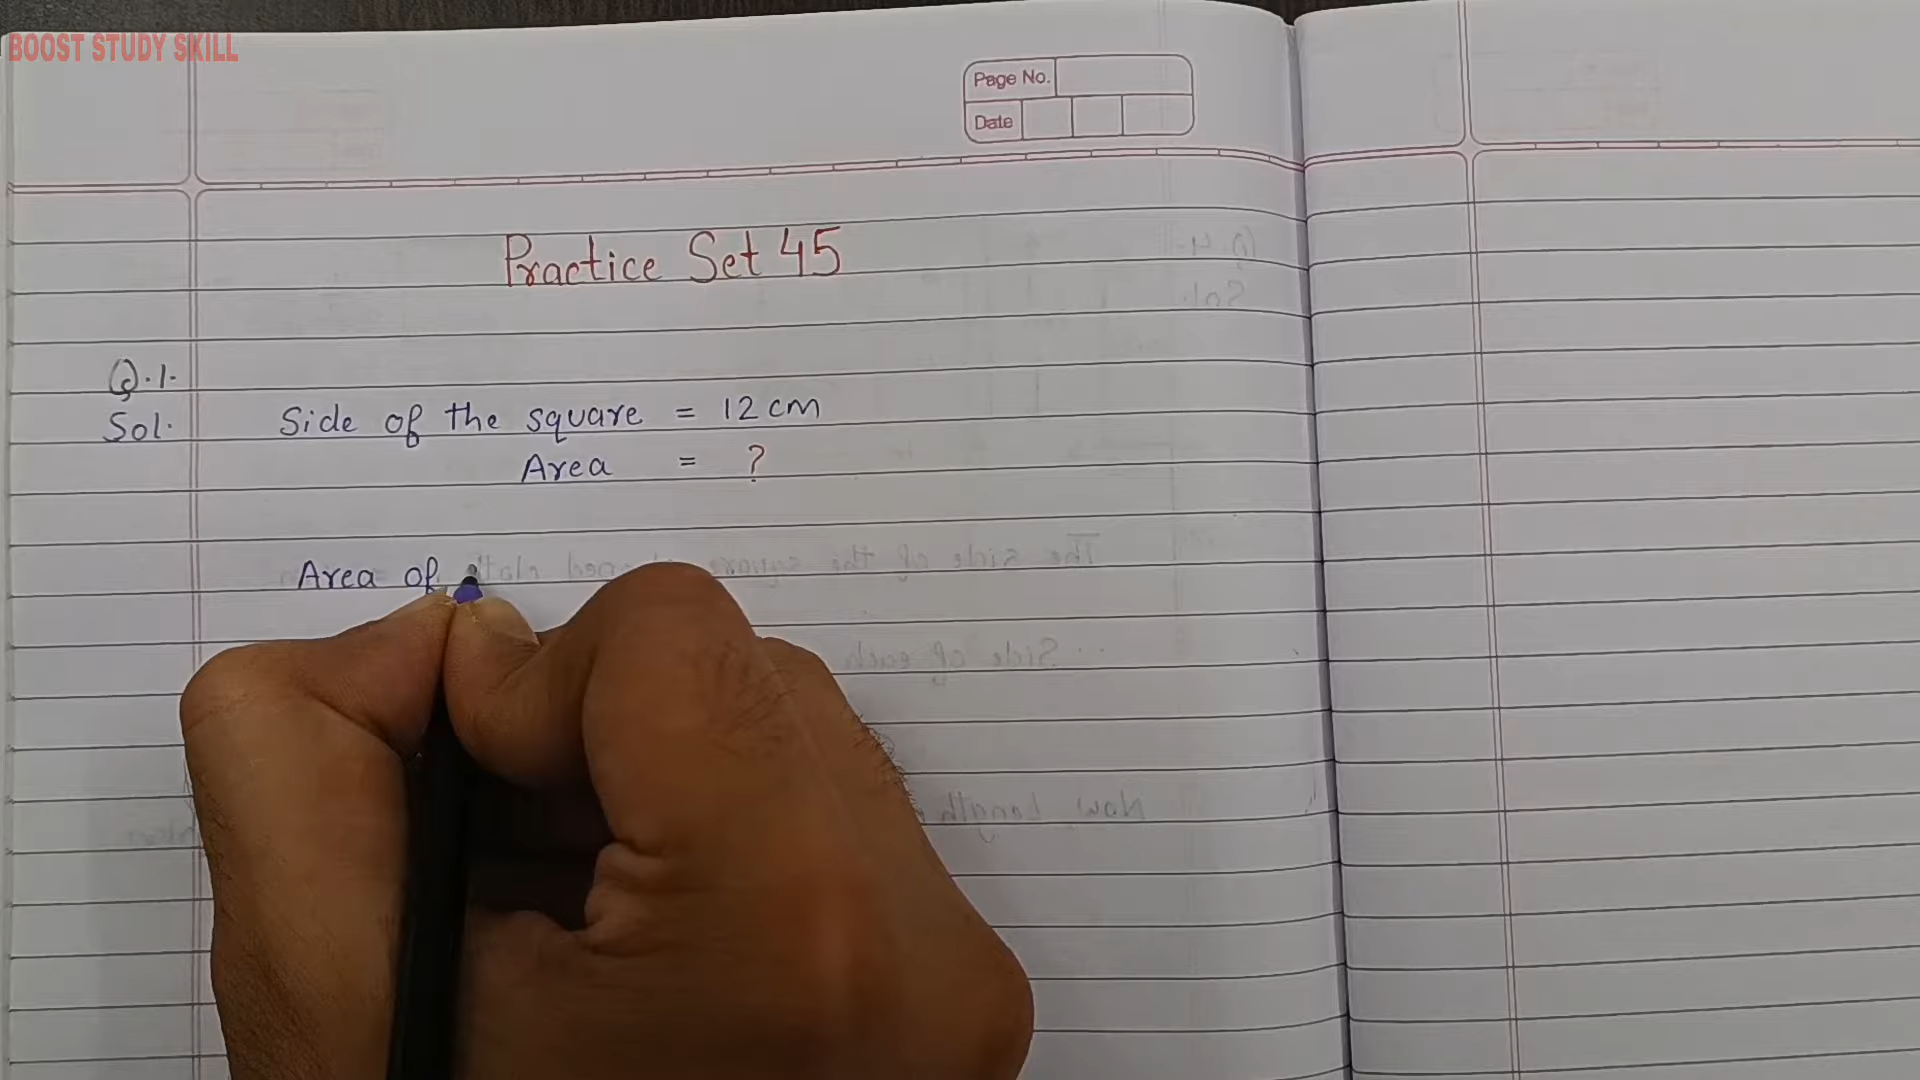 BOOST STUDY SKILL
Page No.
Date
Practice Set 45
Q.1.
Sol. Side of the square = 12 cm
Area = ?
Area of